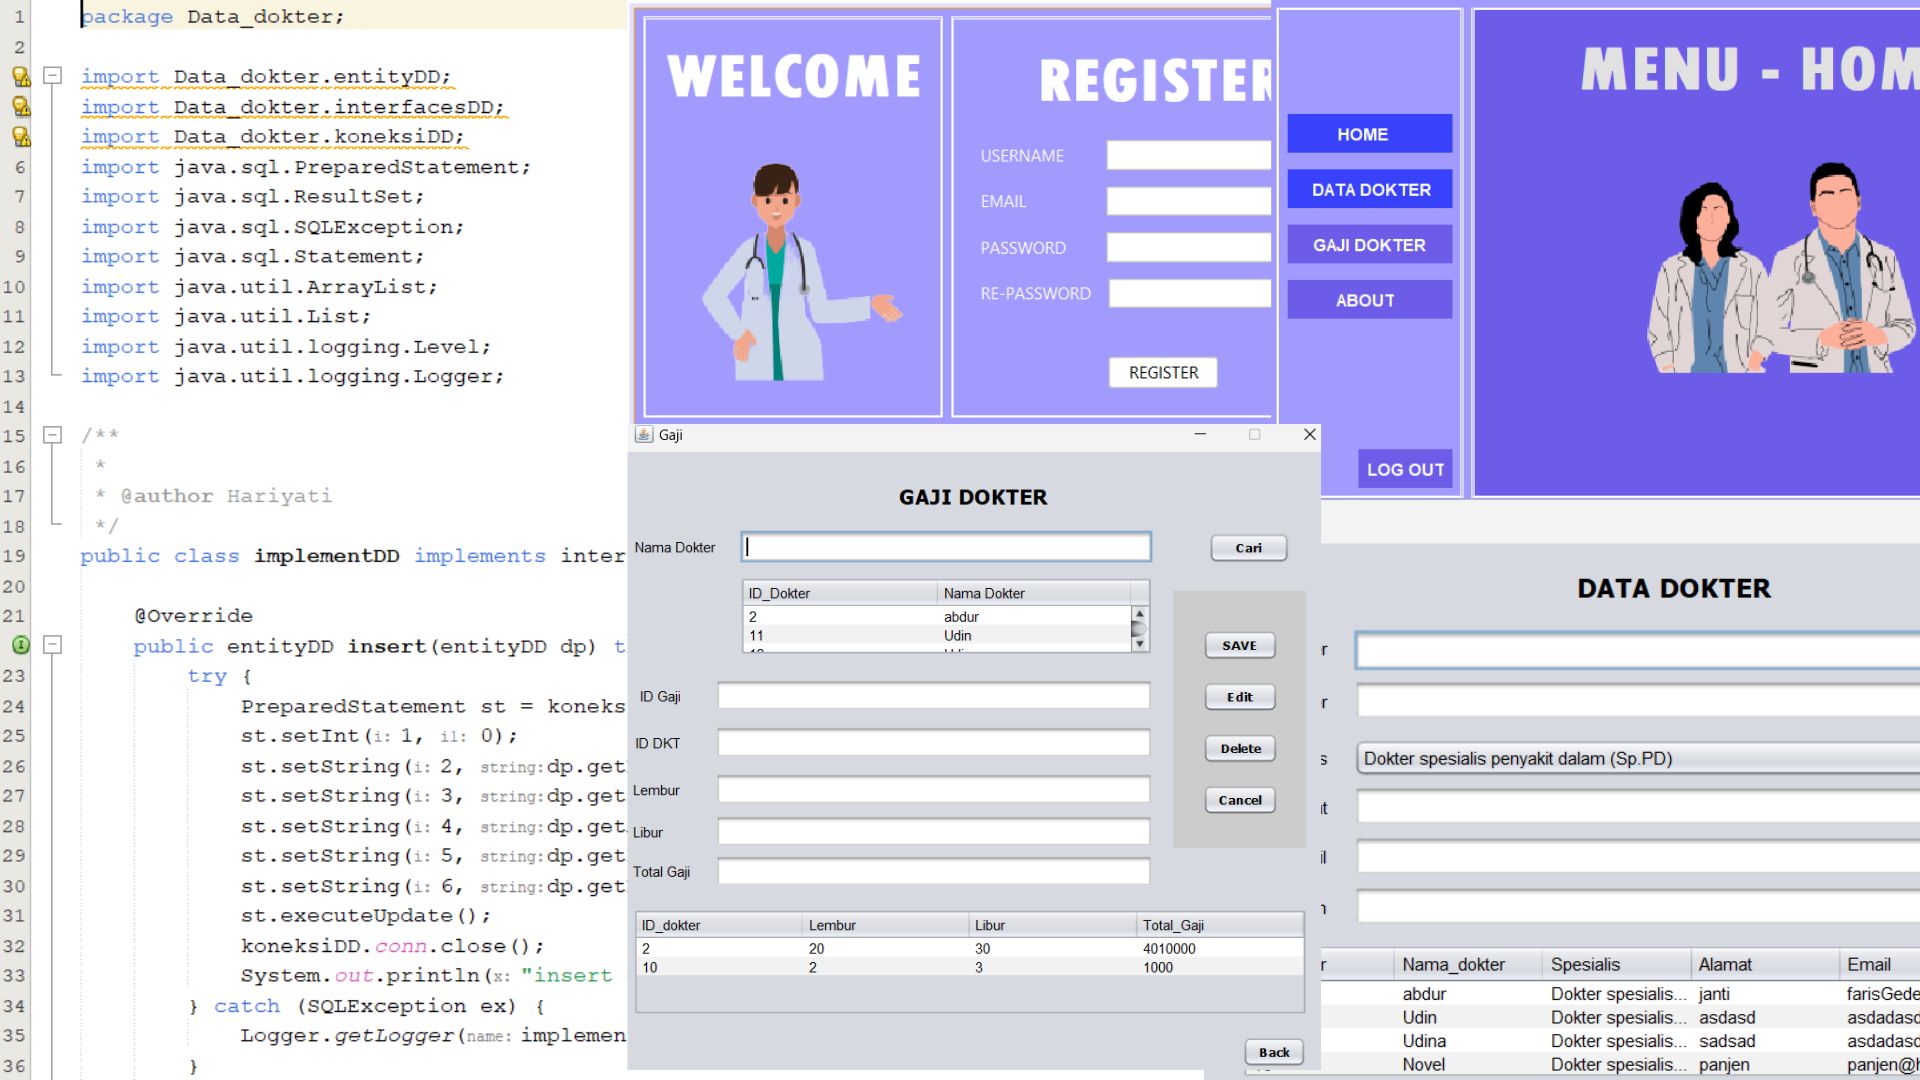 1 package Data_dokter;
2
import Data_dokter.entityDD;
import Data_dokter.interfacesDD;
import Data_dokter.koneksiDD;
6 import java.sql.PreparedStatement;
7 import java.sql.ResultSet;
8 import java.sql.SQLException;
9 import java.sql.Statement;
10 import java.util.ArrayList;
11 import java.util.List;
12 import java.util.logging.Level;
13 import java.util.logging.Logger;
14
15 /**
16 *
17 * @author Hariyati
18 */
19 public class implementDD implements inter
20
21 @Override
public entityDD insert(entityDD dp) t
23 try {
24 PreparedStatement st = koneks
25 st.setInt(i: 1, i1: 0);
26 st.setString(i: 2, string:dp.get
27 st.setString(i: 3, string:dp.get
28 st.setString(i: 4, string:dp.get
29 st.setString(i: 5, string:dp.get
30 st.setString(i: 6, string:dp.get
31 st.executeUpdate();
32 koneksiDD.conn.close();
33 System.out.println(x: "insert
34 } catch (SQLException ex) {
35 Logger.getLogger(name: implemen
36 }
WELCOME
REGISTER
USERNAME
EMAIL
PASSWORD
RE-PASSWORD
REGISTER
HOME
DATA DOKTER
GAJI DOKTER
ABOUT
LOG OUT
MENU - HOM
Gaji
GAJI DOKTER
Nama Dokter
Cari
ID_Dokter Nama Dokter
2 abdur
11 Udin
SAVE
Edit
Delete
Cancel
ID Gaji
ID DKT
Lembur
Libur
Total Gaji
ID_dokter Lembur Libur Total_Gaji
2 20 30 4010000
10 2 3 1000
Back
DATA DOKTER
r
r
s Dokter spesialis penyakit dalam (Sp.PD)
at
il
n
r Nama_dokter Spesialis Alamat Email
abdur Dokter spesialis... janti farisGede
Udin Dokter spesialis... asdasd asdadasd
Udina Dokter spesialis... sadsad asdadasd
Novel Dokter spesialis... panjen panjen@h